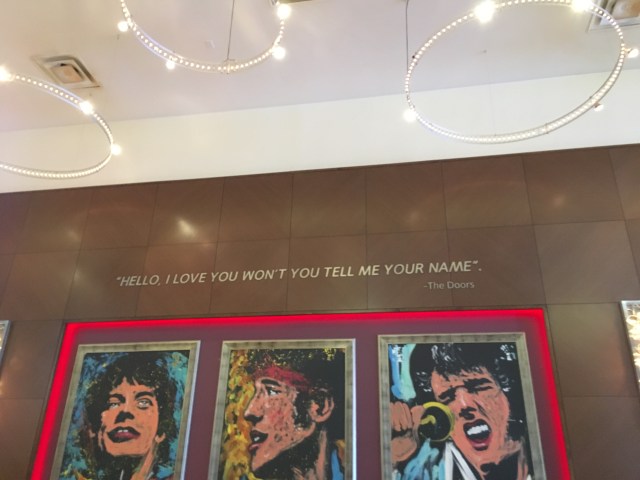 "HELLO, I LOVE YOU WON'T YOU TELL ME YOUR NAME".
-The Doors